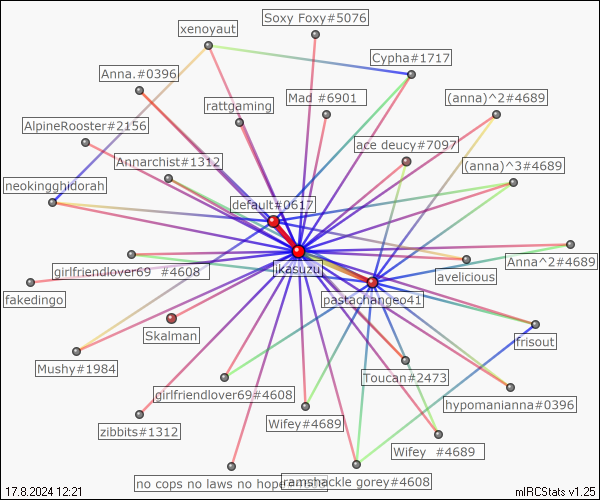 Soxy Foxy#5076
xenoyaut
Cypha#1717
Anna.#0396
(anna)^2#4689
rattgaming
Mad #6901
AlpineRooster#2156
ace deucy#7097
Annarchist#1312
(anna)^3#4689
neokingghidorah
default#0617
Anna^2#4689
ikasuzu
girlfriendlover69 #4608
avelicious
fakedingo
pastachangeo41
Skalman
frisout
Mushy#1984
Toucan#2473
girlfriendlover69#4608
hypomanianna#0396
Wifey#4689
zibbits#1312
Wifey #4689
no cops no laws no hope
ramshackle gorey#4608
17.8.2024 12:21
mIRCStats v1.25